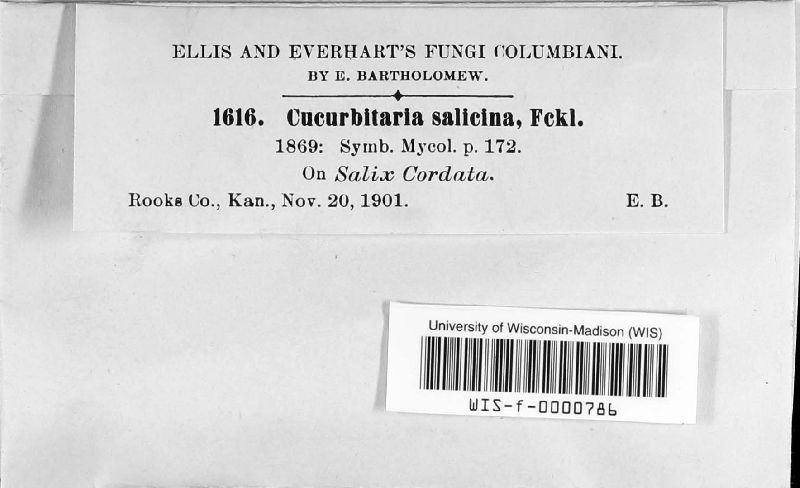 ELLIS AND EVERHART'S FUNGI COLUMBIANI.
BY E. BARTHOLOMEW.
1616. Cucurbitaria salicina, Fckl.
1869: Symb. Mycol. p. 172.
On Salix Cordata.
Rooks Co., Kan., Nov. 20, 1901. E. B.
University of Wisconsin-Madison (WIS)
WIS-f-0000786